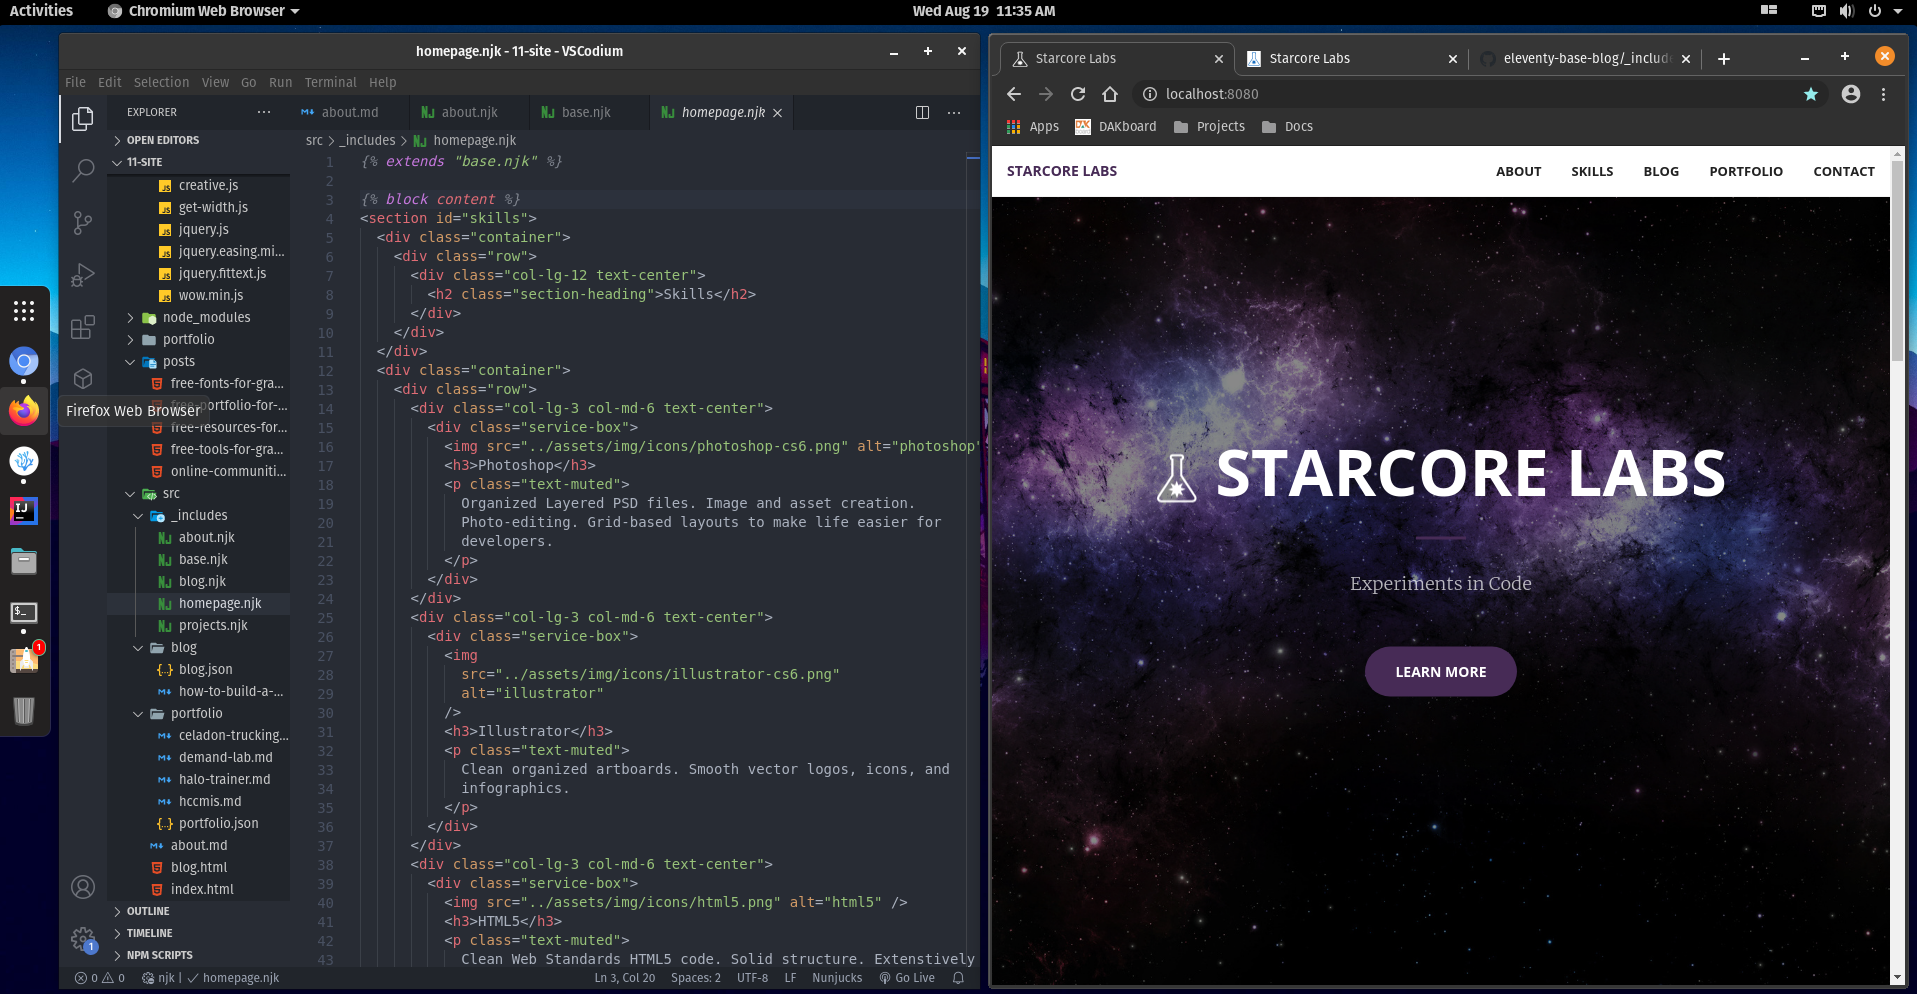 Activities
Chromium Web Browser
Wed Aug 19 11:35 AM
homepage.njk - 11-site - VSCodium
File Edit Selection View Go Run Terminal Help
EXPLORER
OPEN EDITORS
11-SITE
creative.js
get-width.js
jquery.js
jquery.easing.mi...
jquery.fittext.js
wow.min.js
node_modules
portfolio
posts
free-fonts-for-gra...
free-portfolio-for-...
Firefox Web Browser
free-resources-for...
free-tools-for-gra...
online-communiti...
src
_includes
about.njk
base.njk
blog.njk
homepage.njk
projects.njk
blog
blog.json
how-to-build-a-...
portfolio
celadon-trucking...
demand-lab.md
halo-trainer.md
hccmis.md
portfolio.json
about.md
blog.html
index.html
OUTLINE
TIMELINE
NPM SCRIPTS
about.md about.njk base.njk homepage.njk
src > _includes > homepage.njk
1 {% extends "base.njk" %}
2
3 {% block content %}
4 <section id="skills">
5 <div class="container">
6 <div class="row">
7 <div class="col-lg-12 text-center">
8 <h2 class="section-heading">Skills</h2>
9 </div>
10 </div>
11 </div>
12 <div class="container">
13 <div class="row">
14 <div class="col-lg-3 col-md-6 text-center">
15 <div class="service-box">
16 <img src="../assets/img/icons/photoshop-cs6.png" alt="photoshop"
17 <h3>Photoshop</h3>
18 <p class="text-muted">
19 Organized Layered PSD files. Image and asset creation.
20 Photo-editing. Grid-based layouts to make life easier for
21 developers.
22 </p>
23 </div>
24 </div>
25 <div class="col-lg-3 col-md-6 text-center">
26 <div class="service-box">
27 <img
28 src="../assets/img/icons/illustrator-cs6.png"
29 alt="illustrator"
30 />
31 <h3>Illustrator</h3>
32 <p class="text-muted">
33 Clean organized artboards. Smooth vector logos, icons, and
34 infographics.
35 </p>
36 </div>
37 </div>
38 <div class="col-lg-3 col-md-6 text-center">
39 <div class="service-box">
40 <img src="../assets/img/icons/html5.png" alt="html5" />
41 <h3>HTML5</h3>
42 <p class="text-muted">
43 Clean Web Standards HTML5 code. Solid structure. Extenstively
0 0 njk | homepage.njk Ln 3, Col 20 Spaces: 2 UTF-8 LF Nunjucks Go Live
1
1
IJ
$_
Starcore Labs
Starcore Labs
eleventy-base-blog/_include
localhost:8080
Apps DAKboard Projects Docs
STARCORE LABS
ABOUT SKILLS BLOG PORTFOLIO CONTACT
STARCORE LABS
Experiments in Code
LEARN MORE